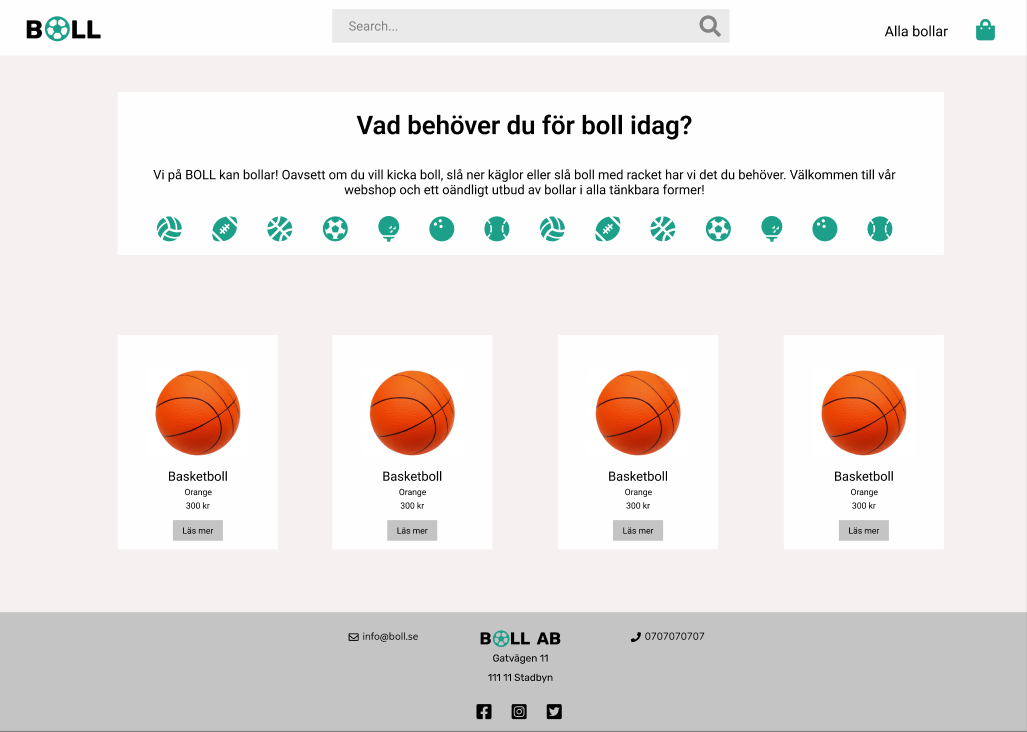 BOLL
Search...
Alla bollar
Vad behöver du för boll idag?
Vi på BOLL kan bollar! Oavsett om du vill kicka boll, slå ner käglor eller slå boll med racket har vi det du behöver. Välkommen till vår
webshop och ett oändligt utbud av bollar i alla tänkbara former!
Basketboll
Orange
300 kr
Läs mer
Basketboll
Orange
300 kr
Läs mer
Basketboll
Orange
300 kr
Läs mer
Basketboll
Orange
300 kr
Läs mer
info@boll.se
BOLL AB
Gatvägen 11
111 11 Stadbyn
0707070707